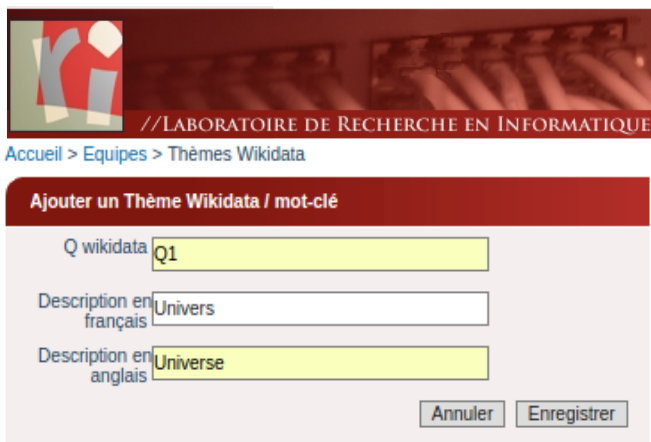 ri
//LABORATOIRE DE RECHERCHE EN INFORMATIQUE
Accueil > Equipes > Thèmes Wikidata
Ajouter un Thème Wikidata / mot-clé
Q wikidata Q1
Description en
français Univers
Description en
anglais Universe
Annuler Enregistrer